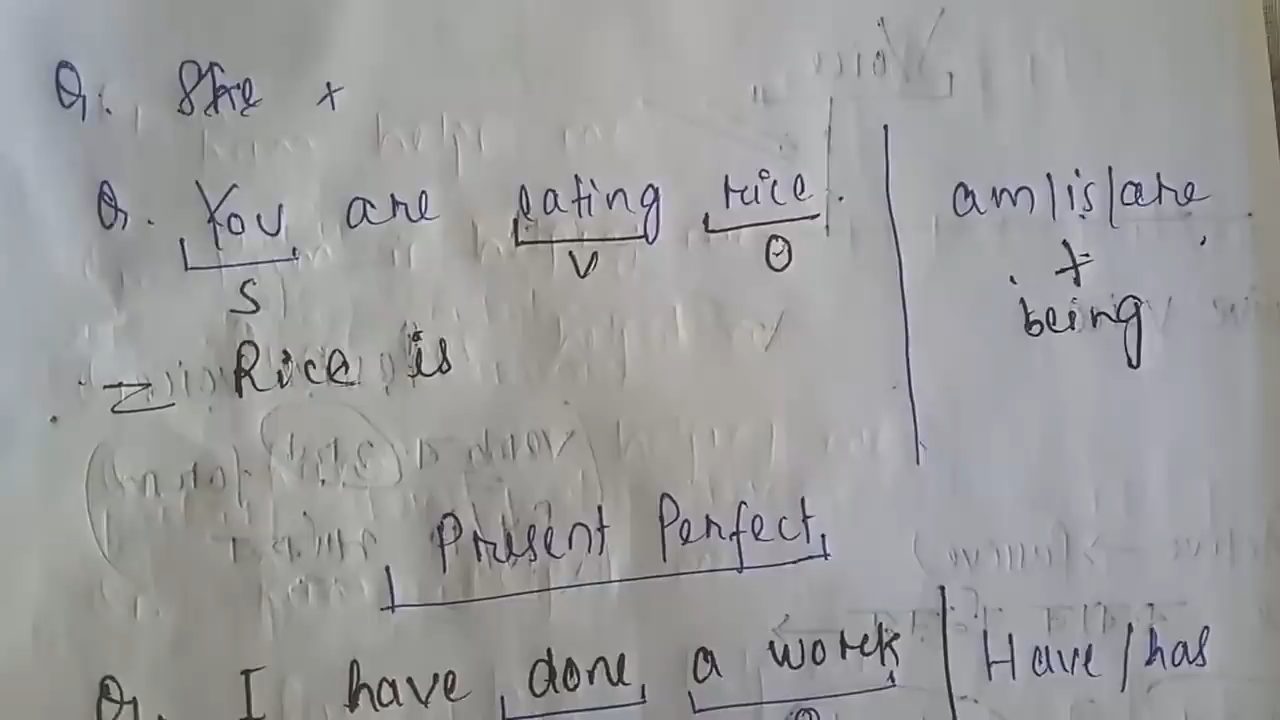 Q. She +
Q. You are eating rice.
S V O
am/is/are
+
being
Rice is
Present Perfect
Q. I have done a work
Have/has